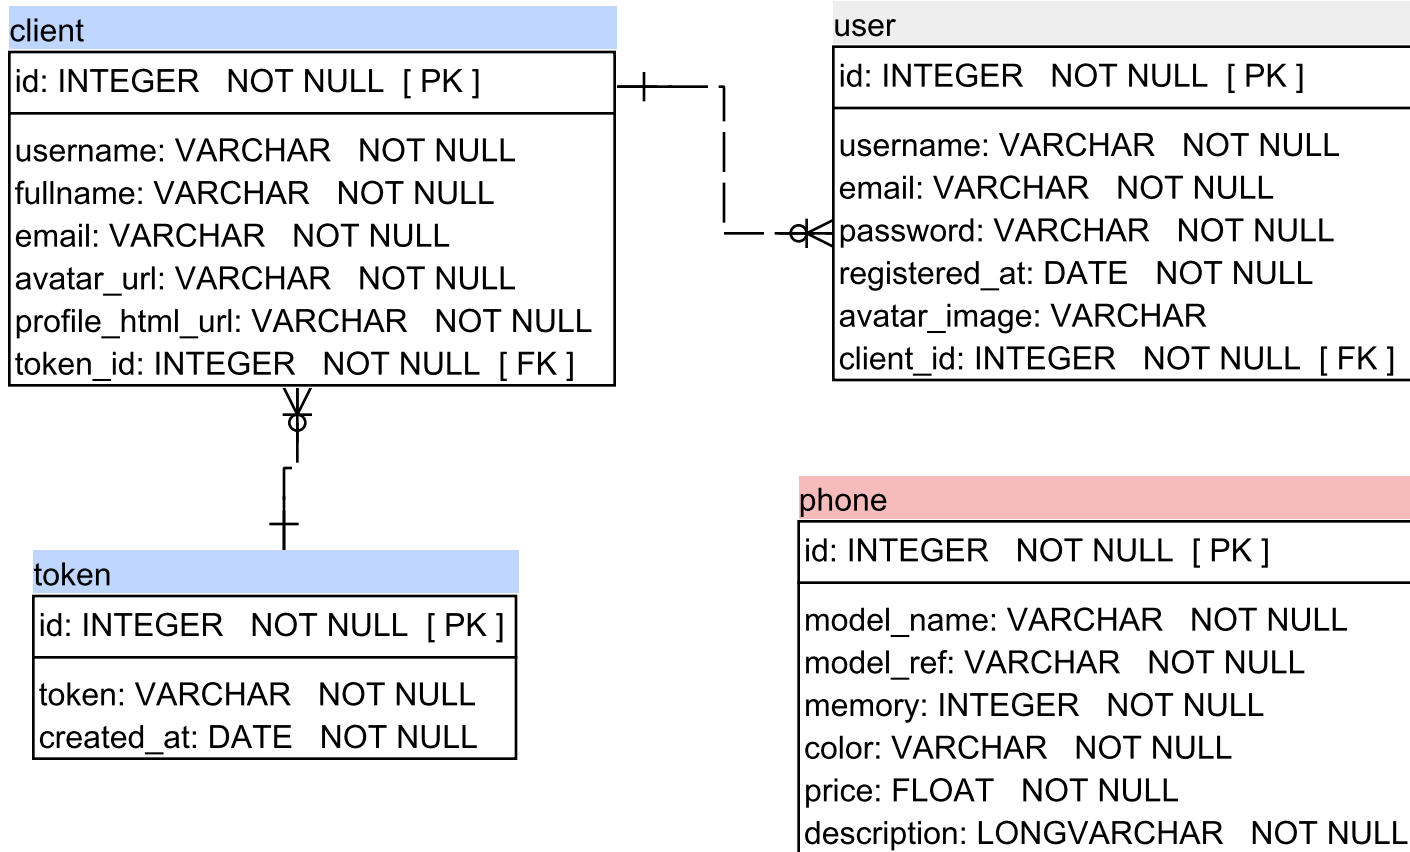 client
id: INTEGER NOT NULL [ PK ]
username: VARCHAR NOT NULL
fullname: VARCHAR NOT NULL
email: VARCHAR NOT NULL
avatar_url: VARCHAR NOT NULL
profile_html_url: VARCHAR NOT NULL
token_id: INTEGER NOT NULL [ FK ]
user
id: INTEGER NOT NULL [ PK ]
username: VARCHAR NOT NULL
email: VARCHAR NOT NULL
password: VARCHAR NOT NULL
registered_at: DATE NOT NULL
avatar_image: VARCHAR
client_id: INTEGER NOT NULL [ FK ]
token
id: INTEGER NOT NULL [ PK ]
token: VARCHAR NOT NULL
created_at: DATE NOT NULL
phone
id: INTEGER NOT NULL [ PK ]
model_name: VARCHAR NOT NULL
model_ref: VARCHAR NOT NULL
memory: INTEGER NOT NULL
color: VARCHAR NOT NULL
price: FLOAT NOT NULL
description: LONGVARCHAR NOT NULL